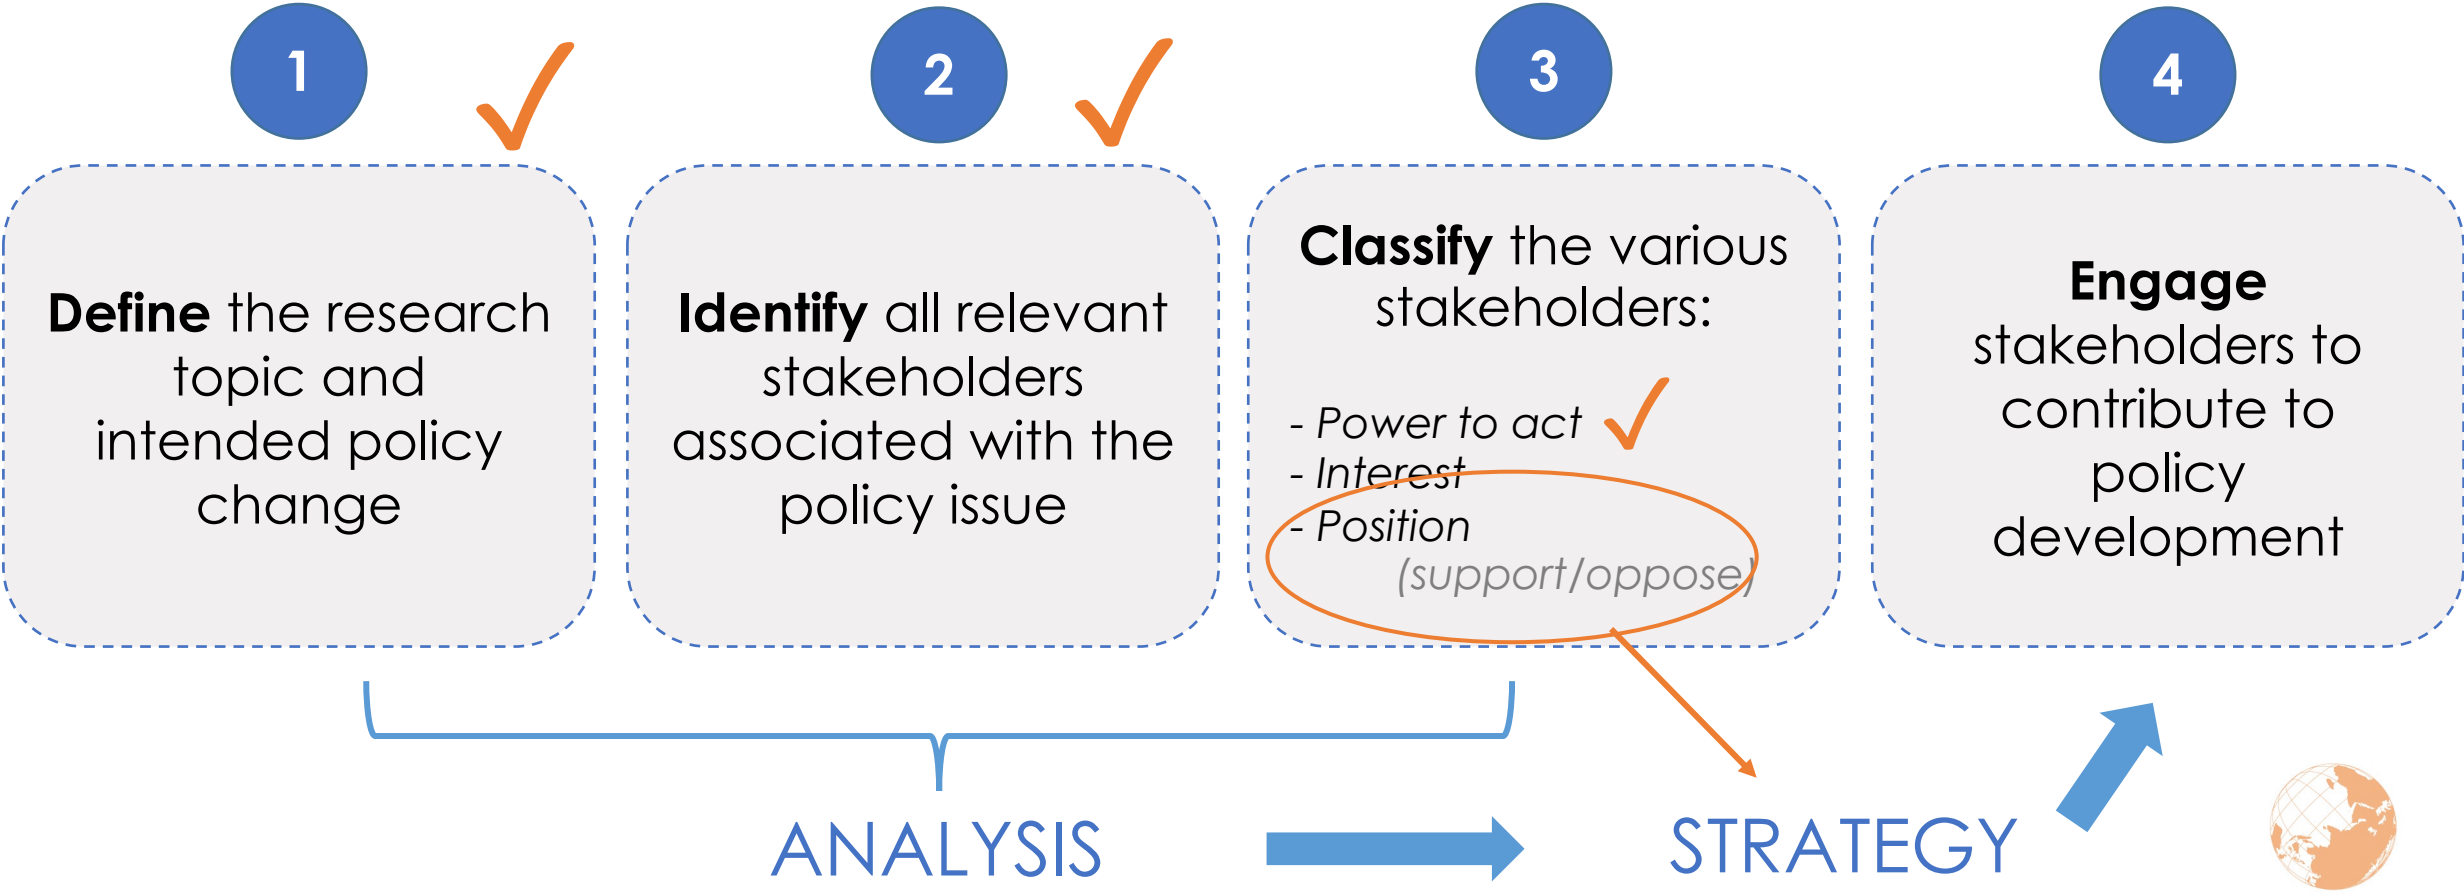 1
Define the research
topic and
intended policy
change
2
Identify all relevant
stakeholders
associated with the
policy issue
3
Classify the various
stakeholders:
- Power to act
- Interest
- Position
(support/oppose)
4
Engage
stakeholders to
contribute to
policy
development
ANALYSIS
STRATEGY